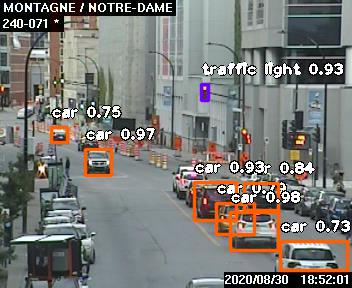 MONTAGNE / NOTRE-DAME
240-071 *
traffic light 0.93
car 0.75
car 0.97
car 0.93
r 0.84
car 0.98
car 0.73
2020/08/30 18:52:01